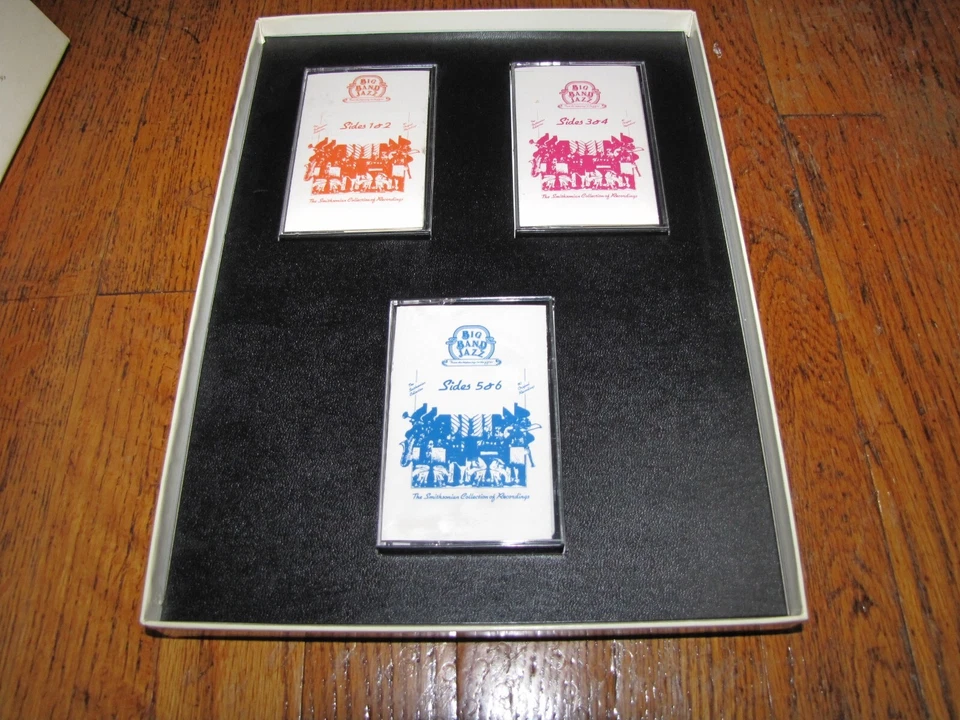 BIG
BAND
JAZZ
Sides 1&2
The Smithsonian Collection of Recordings
BIG
BAND
JAZZ
Sides 3&4
The Smithsonian Collection of Recordings
BIG
BAND
JAZZ
Sides 5&6
The Smithsonian Collection of Recordings